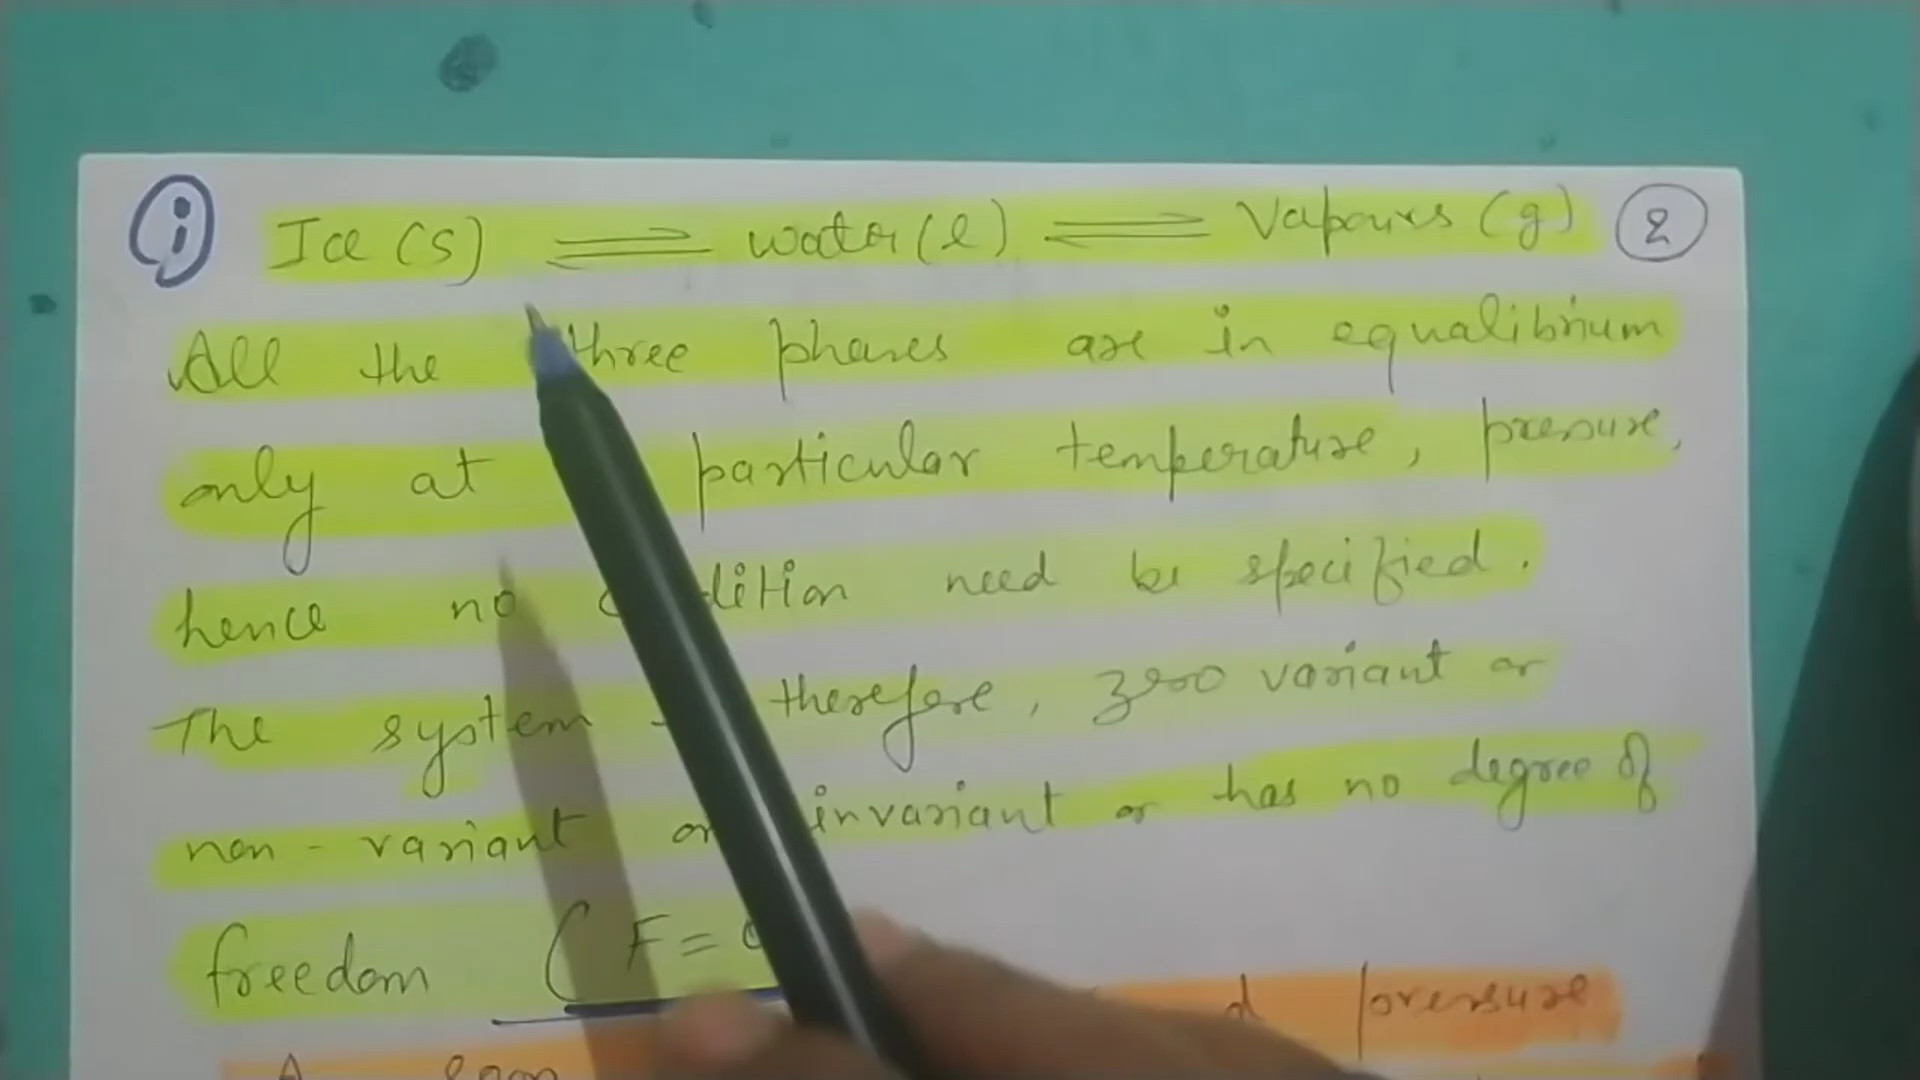 i Ice (s) ⇌ water (l) ⇌ Vapours (g) 2
All the three phases are in equalibrium
only at particular temperature, pressure,
hence no need be specified.
The system therefore, zero variant or
non-variant or invariant or has no degree of
freedom ( F =
pressure